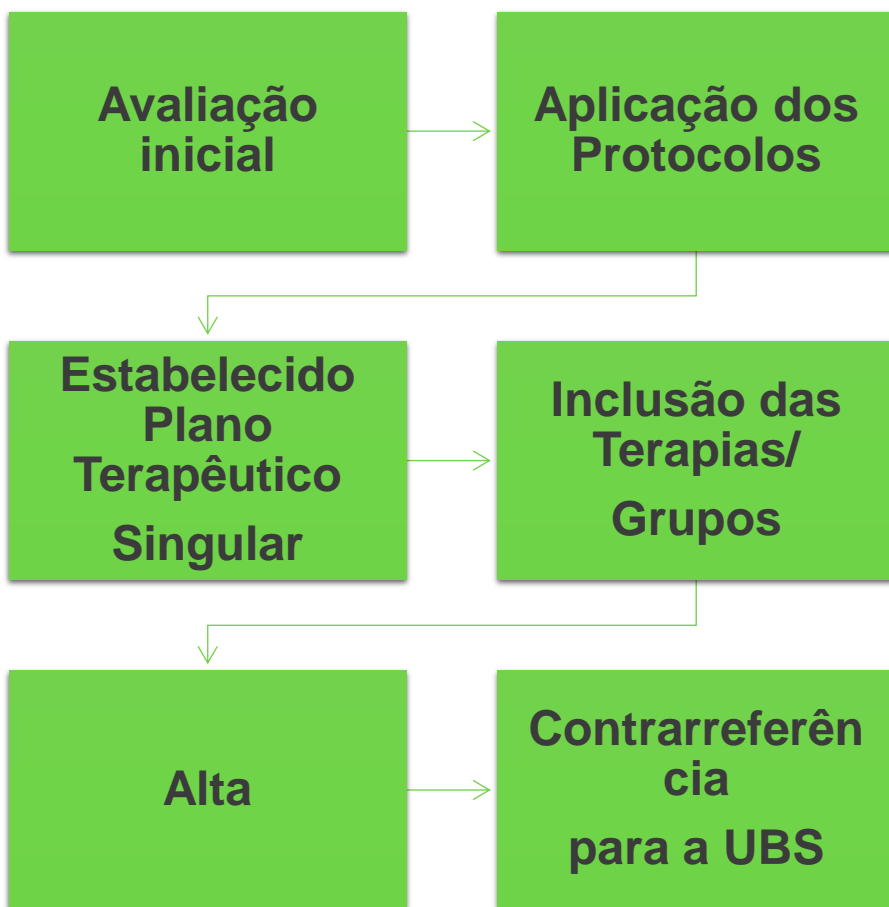 Avaliação
inicial
Aplicação dos
Protocolos
Estabelecido
Plano
Terapêutico
Singular
Inclusão das
Terapias/
Grupos
Alta
Contrarreferên
cia
para a UBS